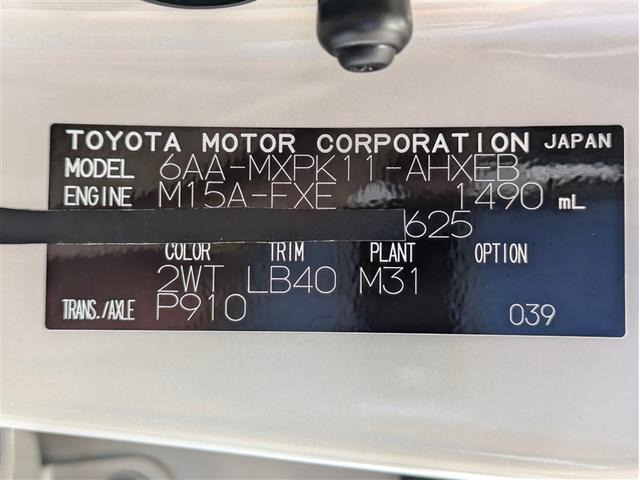 TOYOTA MOTOR CORPORATION JAPAN
MODEL 6AA-MXPK11-AHXEB
ENGINE M15A-FXE 1490 mL
625
COLOR TRIM PLANT OPTION
2WT LB40 M31
TRANS./AXLE P910 039